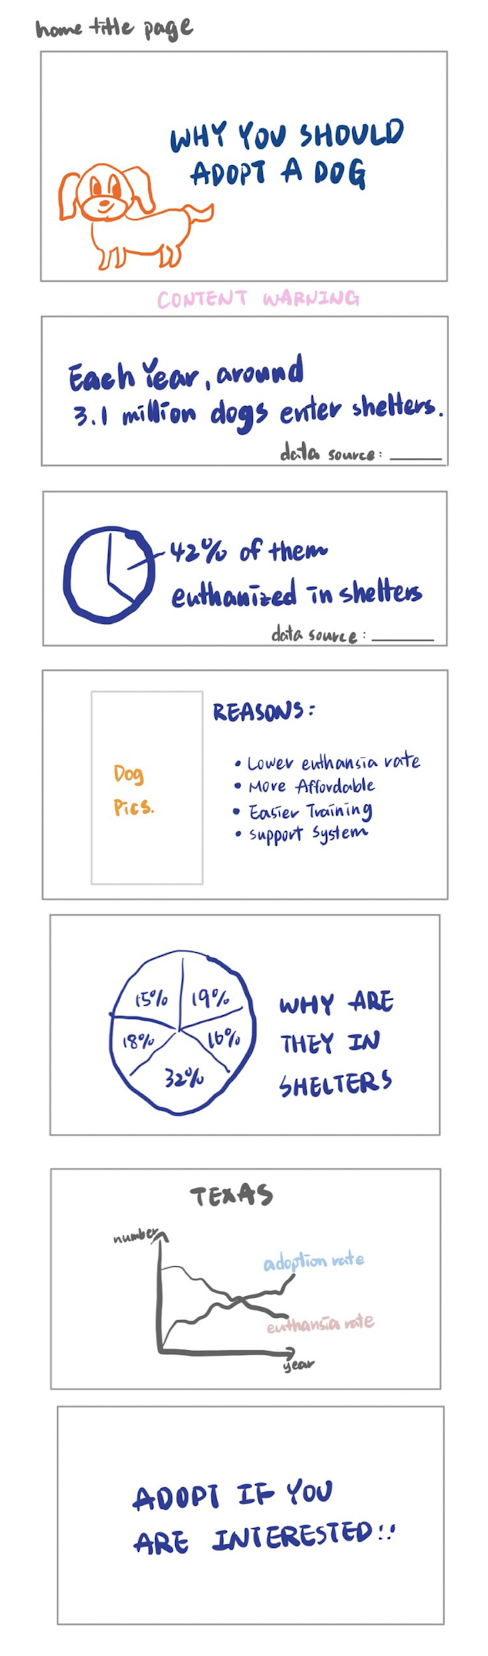 home title page
WHY YOU SHOULD
ADOPT A DOG
CONTENT WARNING
Each Year, around
3.1 million dogs enter shelters.
data source: ______
42% of them
euthanized in shelters
data source: ______
REASONS:
Dog
Pics.
• Lower euthansia rate
• More Affordable
• Easier Training
• Support System
15% 19%
18% 16%
32%
WHY ARE
THEY IN
SHELTERS
TEXAS
number
adoption rate
euthansia rate
year
ADOPT IF YOU
ARE INTERESTED!!